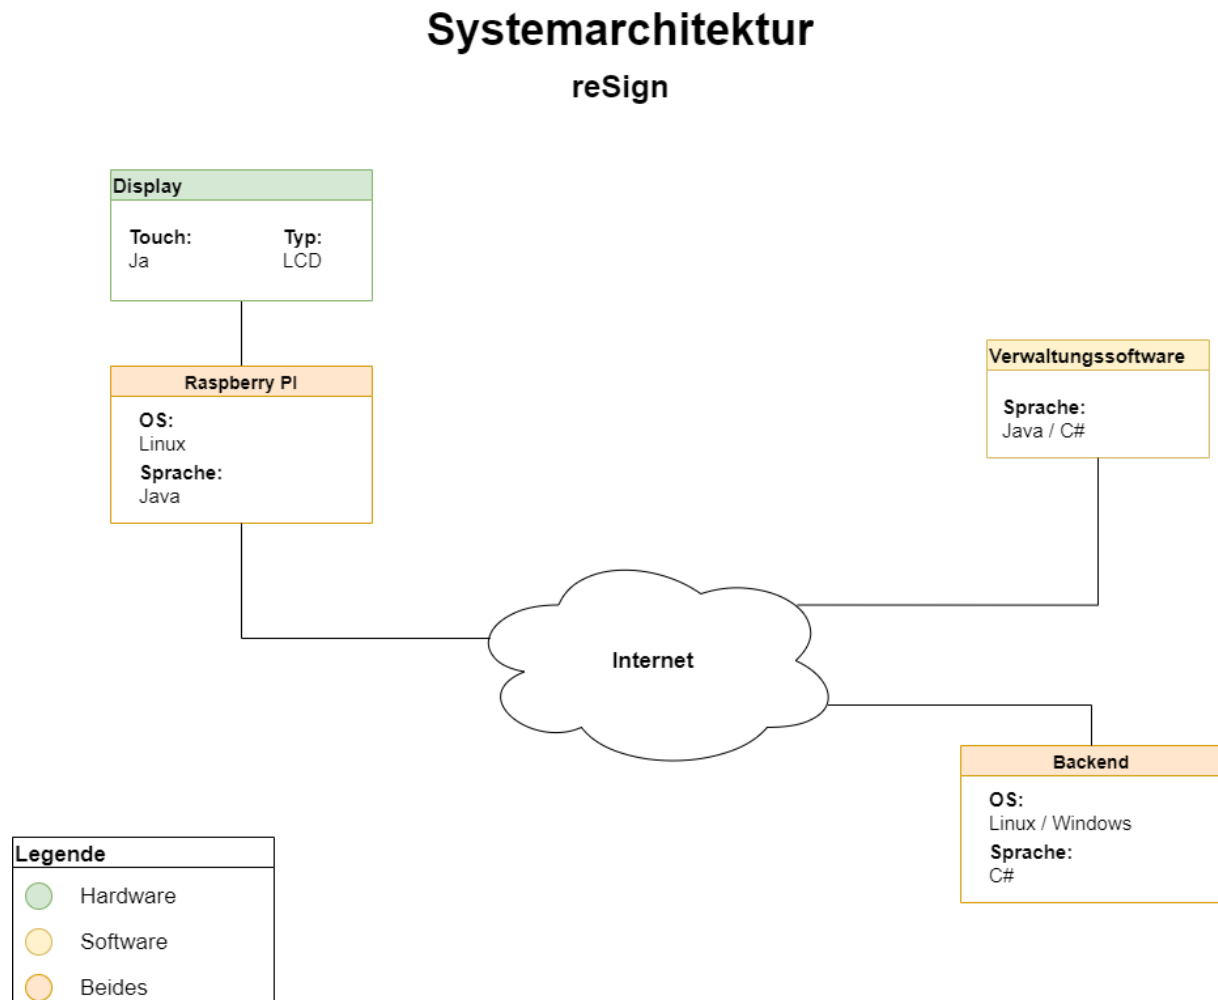 Systemarchitektur
reSign
Display
Touch: Typ:
Ja LCD
Raspberry PI
OS:
Linux
Sprache:
Java
Verwaltungssoftware
Sprache:
Java / C#
Internet
Backend
OS:
Linux / Windows
Sprache:
C#
Legende
Hardware
Software
Beides